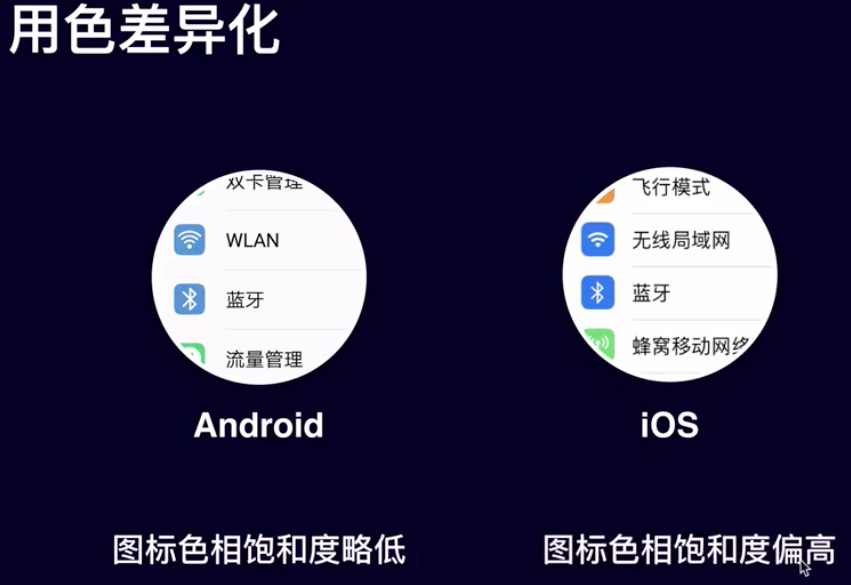 用色差异化
双卡管理
WLAN
蓝牙
流量管理
飞行模式
无线局域网
蓝牙
蜂窝移动网络
Android
iOS
图标色相饱和度略低
图标色相饱和度偏高